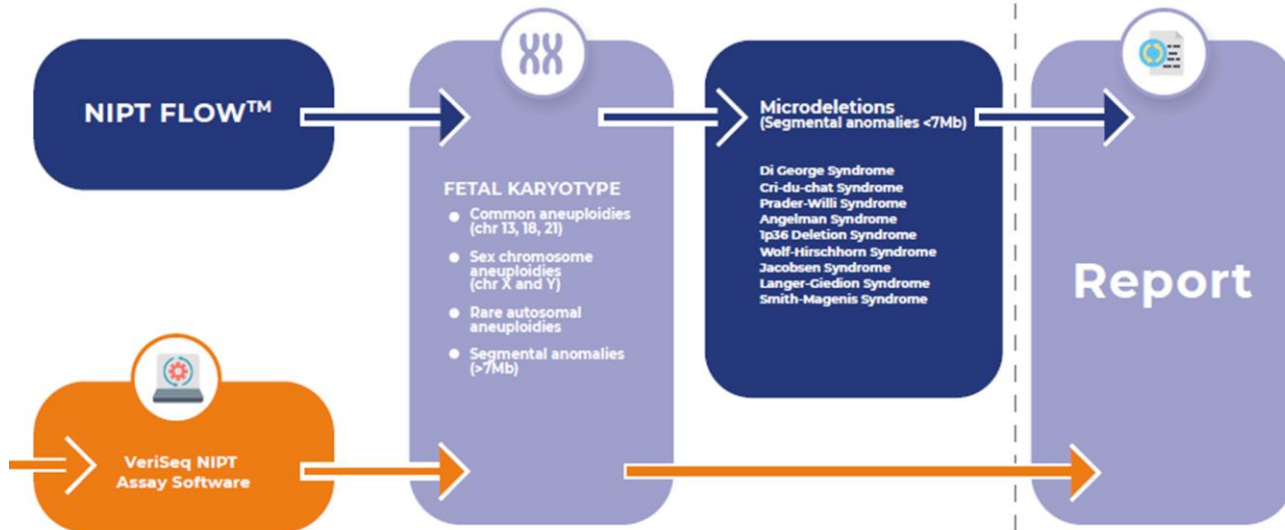 NIPT FLOW™
FETAL KARYOTYPE
Common aneuploidies
(chr 13, 18, 21)
Sex chromosome
aneuploidies
(chr X and Y)
Rare autosomal
aneuploidies
Segmental anomalies
(>7Mb)
Microdeletions
(Segmental anomalies <7Mb)
Di George Syndrome
Cri-du-chat Syndrome
Prader-Willi Syndrome
Angelman Syndrome
1p36 Deletion Syndrome
Wolf-Hirschhorn Syndrome
Jacobsen Syndrome
Langer-Giedion Syndrome
Smith-Magenis Syndrome
Report
VeriSeq NIPT
Assay Software